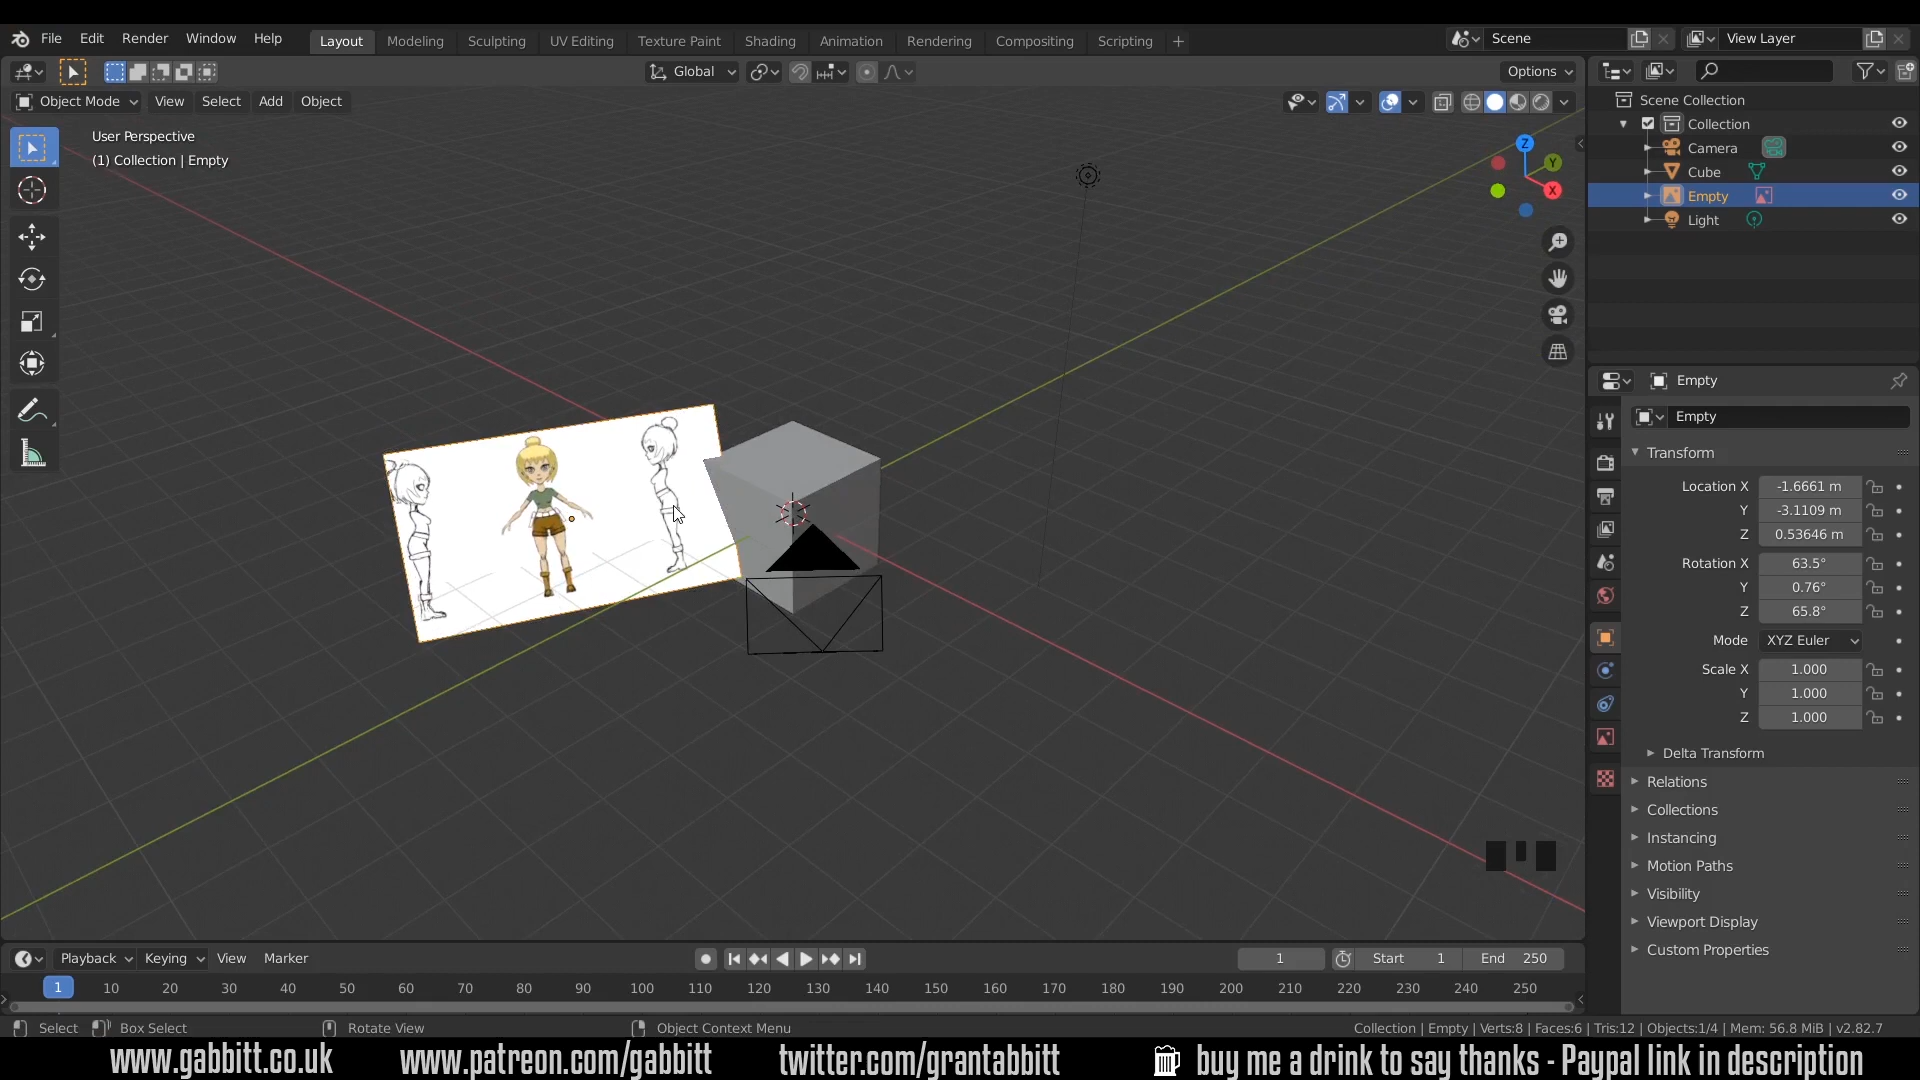 File Edit Render Window Help Layout Modeling Sculpting UV Editing Texture Paint Shading Animation Rendering Compositing Scripting + Scene View Layer
Global Options
Object Mode View Select Add Object
User Perspective
(1) Collection | Empty
Z
Y
X
Scene Collection
Collection
Camera
Cube
Empty
Light
Empty
Empty
Transform
Location X -1.6661 m
Y -3.1109 m
Z 0.53646 m
Rotation X 63.5°
Y 0.76°
Z 65.8°
Mode XYZ Euler
Scale X 1.000
Y 1.000
Z 1.000
Delta Transform
Relations
Collections
Instancing
Motion Paths
Visibility
Viewport Display
Custom Properties
Playback Keying View Marker 1 Start 1 End 250
1 10 20 30 40 50 60 70 80 90 100 110 120 130 140 150 160 170 180 190 200 210 220 230 240 250
Select Box Select Rotate View Object Context Menu Collection | Empty | Verts:8 | Faces:6 | Tris:12 | Objects:1/4 | Mem: 56.8 MiB | v2.82.7
www.gabbitt.co.uk www.patreon.com/gabbitt twitter.com/grantabbitt buy me a drink to say thanks - Paypal link in description